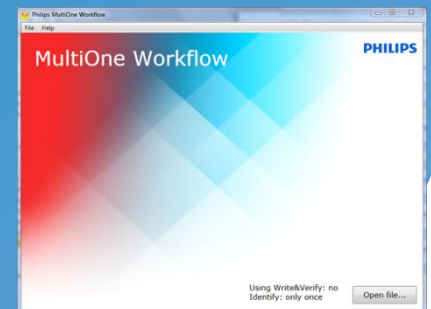 Philips MultiOne Workflow
File Help
MultiOne Workflow
PHILIPS
Using Write&Verify: no
Identify: only once
Open file...